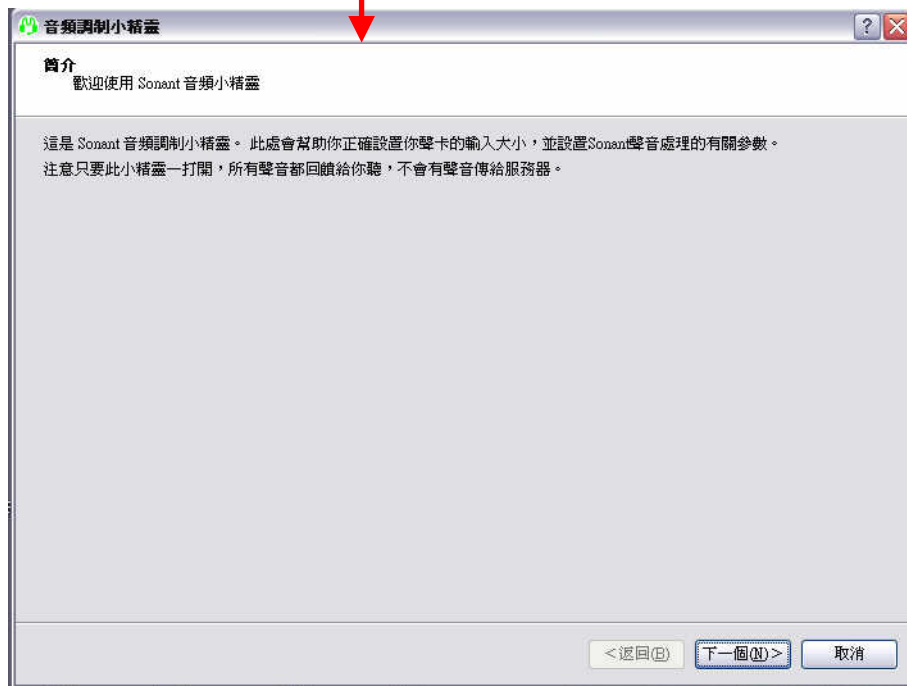 音頻調制小精靈
簡介
歡迎使用 Sonant 音頻小精靈
這是 Sonant 音頻調制小精靈。 此處會幫助你正確設置你聲卡的輸入大小，並設置Sonant聲音處理的有關參數。
注意只要此小精靈一打開，所有聲音都回饋給你聽，不會有聲音傳給服務器。
<返回(B)
下一個(N)>
取消